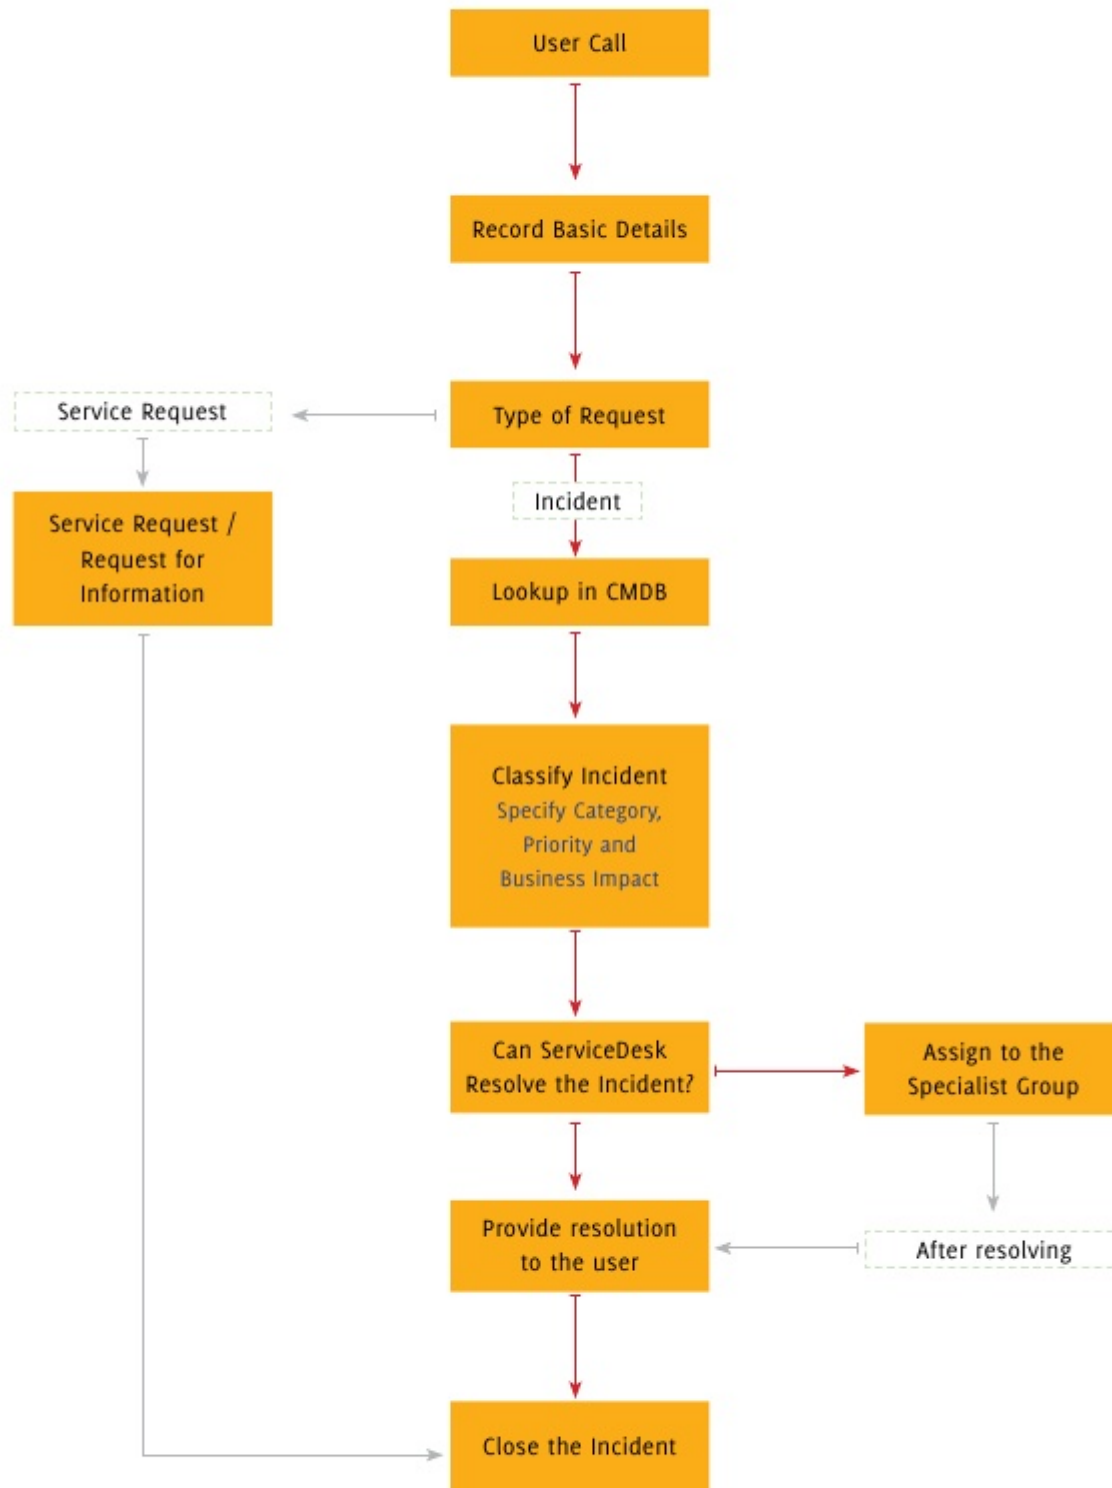 User Call
Record Basic Details
Service Request
Type of Request
Incident
Service Request /
Request for
Information
Lookup in CMDB
Classify Incident
Specify Category,
Priority and
Business Impact
Can ServiceDesk
Resolve the Incident?
Assign to the
Specialist Group
Provide resolution
to the user
After resolving
Close the Incident